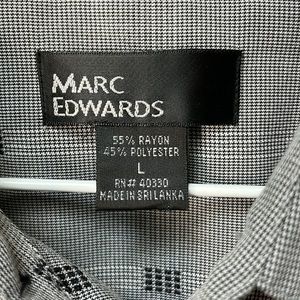 MARC
EDWARDS
55% RAYON
45% POLYESTER
L
RN# 40330
MADE IN SRI LANKA